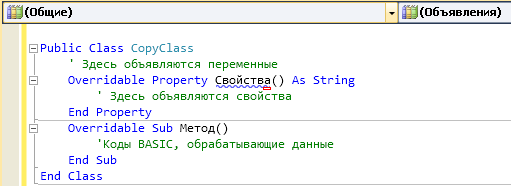 (Общие) (Объявления)
Public Class CopyClass
' Здесь объявляются переменные
Overridable Property Свойства() As String
' Здесь объявляются свойства
End Property
Overridable Sub Метод()
'Коды BASIC, обрабатывающие данные
End Sub
End Class